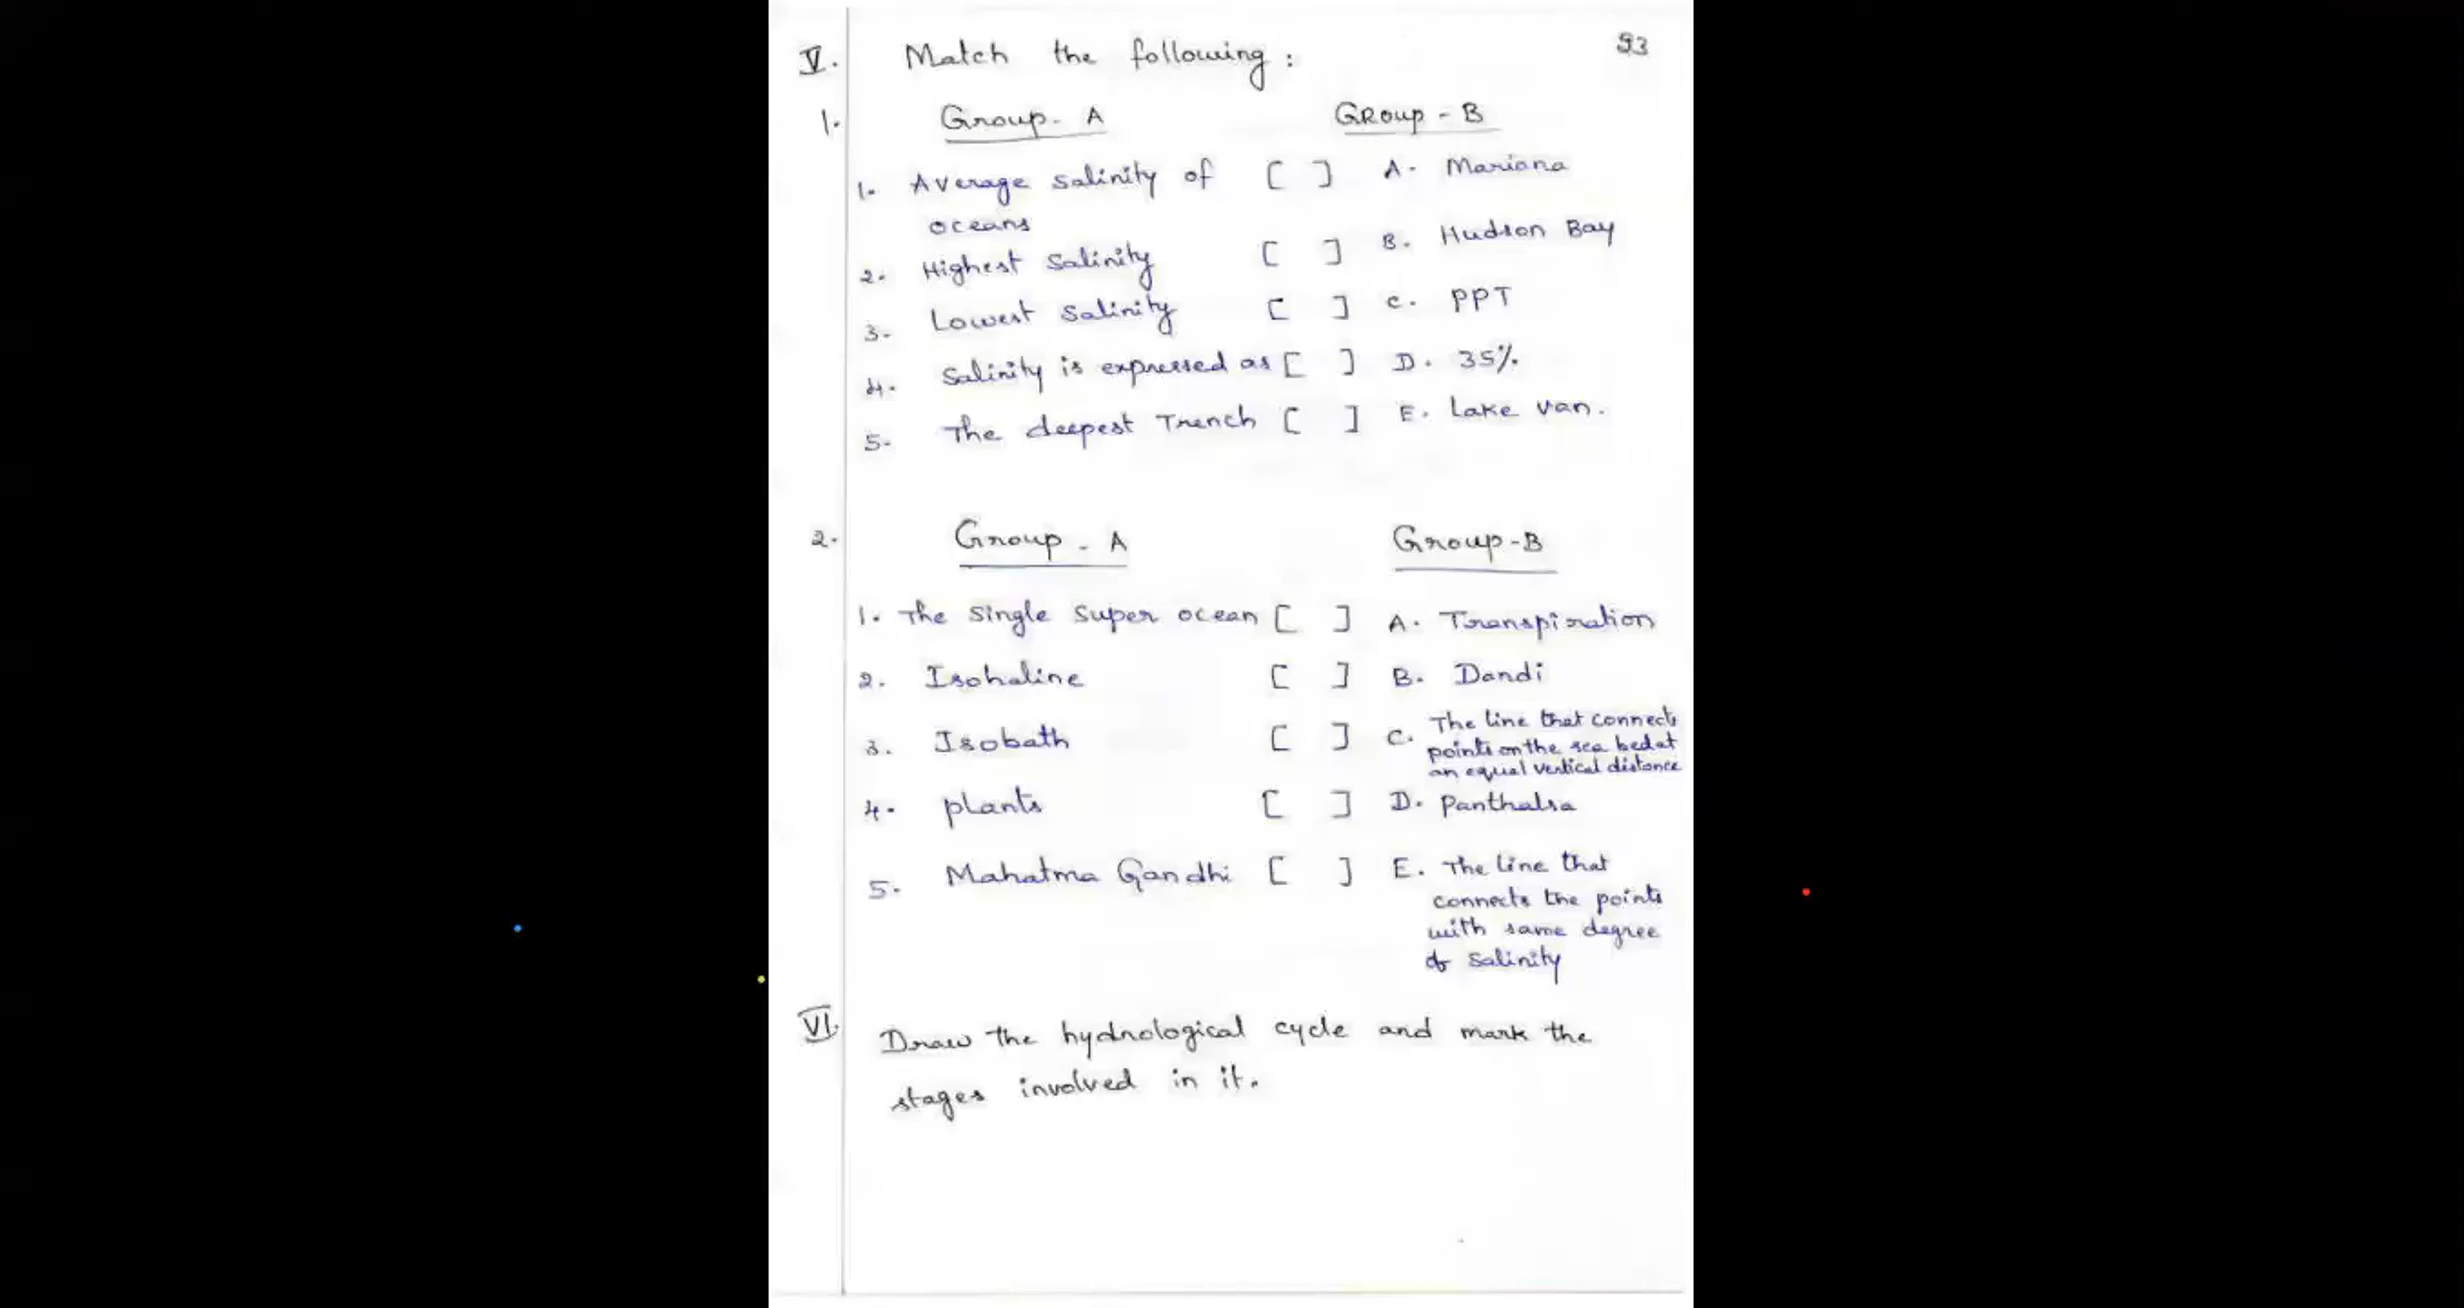 V. Match the following : 93
1. Group - A GROUP - B
1. Average salinity of [ ] A. Mariana
oceans
2. Highest salinity [ ] B. Hudson Bay
3. Lowest salinity [ ] C. PPT
4. Salinity is expressed as [ ] D. 35%.
5. The deepest Trench [ ] E. Lake van.
2. Group - A Group - B
1. The single super ocean [ ] A. Transpiration
2. Isohaline [ ] B. Dandi
3. Isobath [ ] C. The line that connects
points on the sea bed at
an equal vertical distance
4. plants [ ] D. Panthalsa
5. Mahatma Gandhi [ ] E. The line that
connects the points
with same degree
of salinity
VI. Draw the hydrological cycle and mark the
stages involved in it.